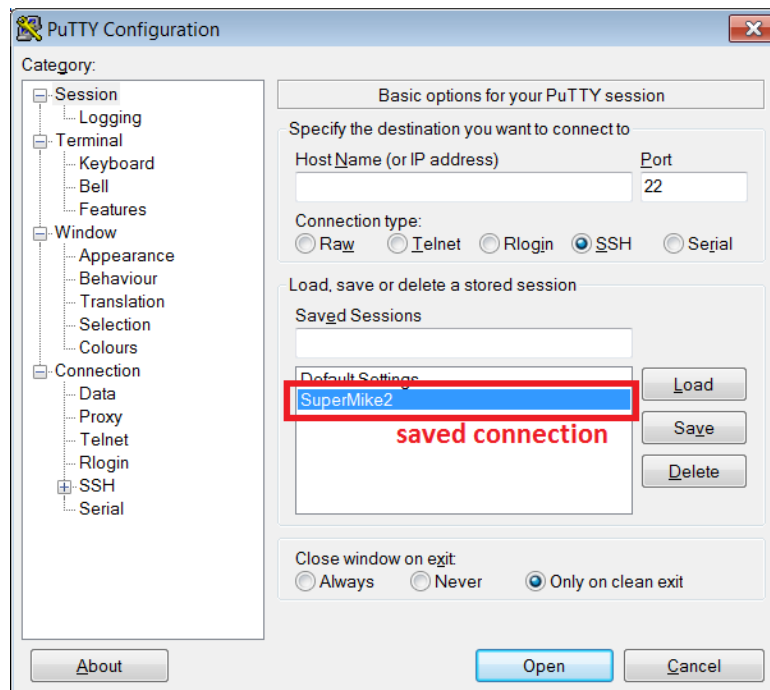 PuTTY Configuration
Category:
Session
Logging
Terminal
Keyboard
Bell
Features
Window
Appearance
Behaviour
Translation
Selection
Colours
Connection
Data
Proxy
Telnet
Rlogin
SSH
Serial
Basic options for your PuTTY session
Specify the destination you want to connect to
Host Name (or IP address) Port
22
Connection type:
Raw Telnet Rlogin SSH Serial
Load, save or delete a stored session
Saved Sessions
Default Settings
SuperMike2
saved connection
Load
Save
Delete
Close window on exit:
Always Never Only on clean exit
About Open Cancel